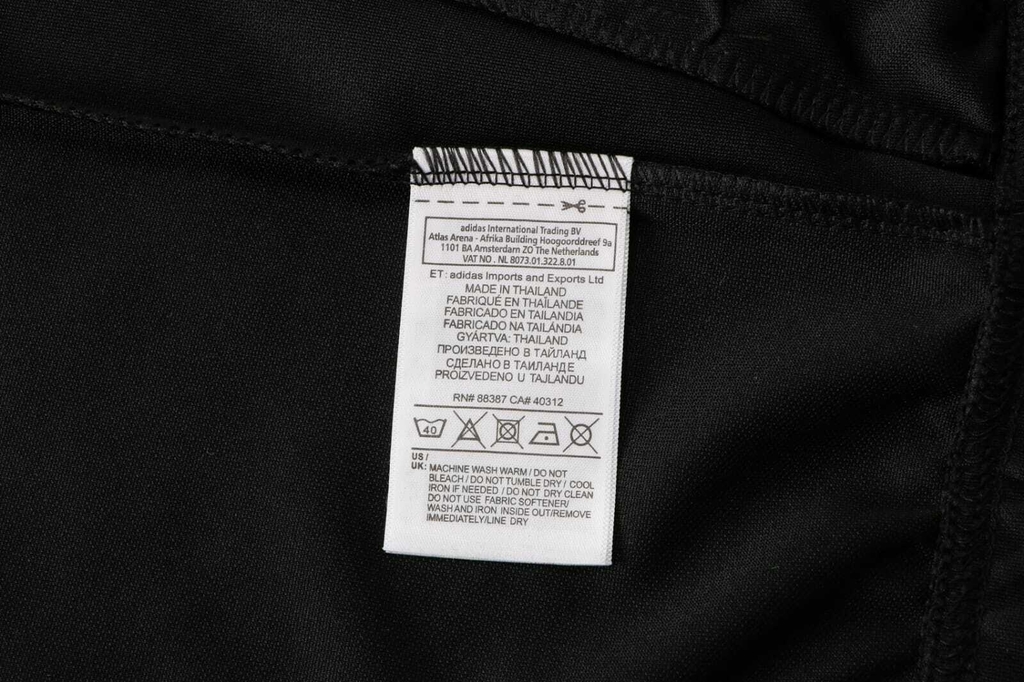 adidas International Trading BV
Atlas Arena - Afrika Building Hoogoorddreef 9a
1101 BA Amsterdam ZO The Netherlands
VAT NO . NL 8073.01.322.8.01
ET: adidas Imports and Exports Ltd
MADE IN THAILAND
FABRIQUÉ EN THAÏLANDE
FABRICADO EN TAILANDIA
FABRICADO NA TAILÂNDIA
GYÁRTVA: THAILAND
ПРОИЗВЕДЕНО В ТАЙЛАНД
СДЕЛАНО В ТАИЛАНДЕ
PROIZVEDENO U TAJLANDU
RN# 88387 CA# 40312
40
US /
UK: MACHINE WASH WARM / DO NOT
BLEACH / DO NOT TUMBLE DRY / COOL
IRON IF NEEDED / DO NOT DRY CLEAN
DO NOT USE FABRIC SOFTENER/
WASH AND IRON INSIDE OUT/REMOVE
IMMEDIATELY/LINE DRY